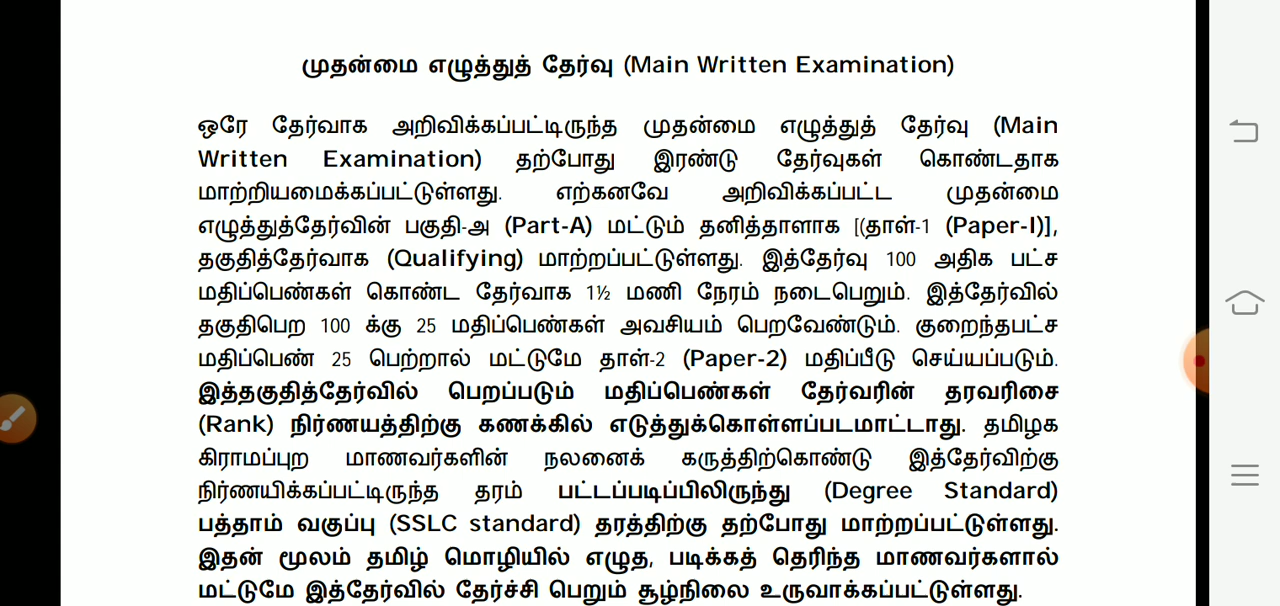 முதன்மை எழுத்துத் தேர்வு (Main Written Examination)
ஒரே தேர்வாக அறிவிக்கப்பட்டிருந்த முதன்மை எழுத்துத் தேர்வு (Main
Written Examination) தற்போது இரண்டு தேர்வுகள் கொண்டதாக
மாற்றியமைக்கப்பட்டுள்ளது. எற்கனவே அறிவிக்கப்பட்ட முதன்மை
எழுத்துத்தேர்வின் பகுதி-அ (Part-A) மட்டும் தனித்தாளாக [(தாள்-1 (Paper-I)],
தகுதித்தேர்வாக (Qualifying) மாற்றப்பட்டுள்ளது. இத்தேர்வு 100 அதிக பட்ச
மதிப்பெண்கள் கொண்ட தேர்வாக 1½ மணி நேரம் நடைபெறும். இத்தேர்வில்
தகுதிபெற 100 க்கு 25 மதிப்பெண்கள் அவசியம் பெறவேண்டும். குறைந்தபட்ச
மதிப்பெண் 25 பெற்றால் மட்டுமே தாள்-2 (Paper-2) மதிப்பீடு செய்யப்படும்.
இத்தகுதித்தேர்வில் பெறப்படும் மதிப்பெண்கள் தேர்வரின் தரவரிசை
(Rank) நிர்ணயத்திற்கு கணக்கில் எடுத்துக்கொள்ளப்படமாட்டாது. தமிழக
கிராமப்புற மாணவர்களின் நலனைக் கருத்திற்கொண்டு இத்தேர்விற்கு
நிர்ணயிக்கப்பட்டிருந்த தரம் பட்டப்படிப்பிலிருந்து (Degree Standard)
பத்தாம் வகுப்பு (SSLC standard) தரத்திற்கு தற்போது மாற்றப்பட்டுள்ளது.
இதன் மூலம் தமிழ் மொழியில் எழுத, படிக்கத் தெரிந்த மாணவர்களால்
மட்டுமே இத்தேர்வில் தேர்ச்சி பெறும் சூழ்நிலை உருவாக்கப்பட்டுள்ளது.